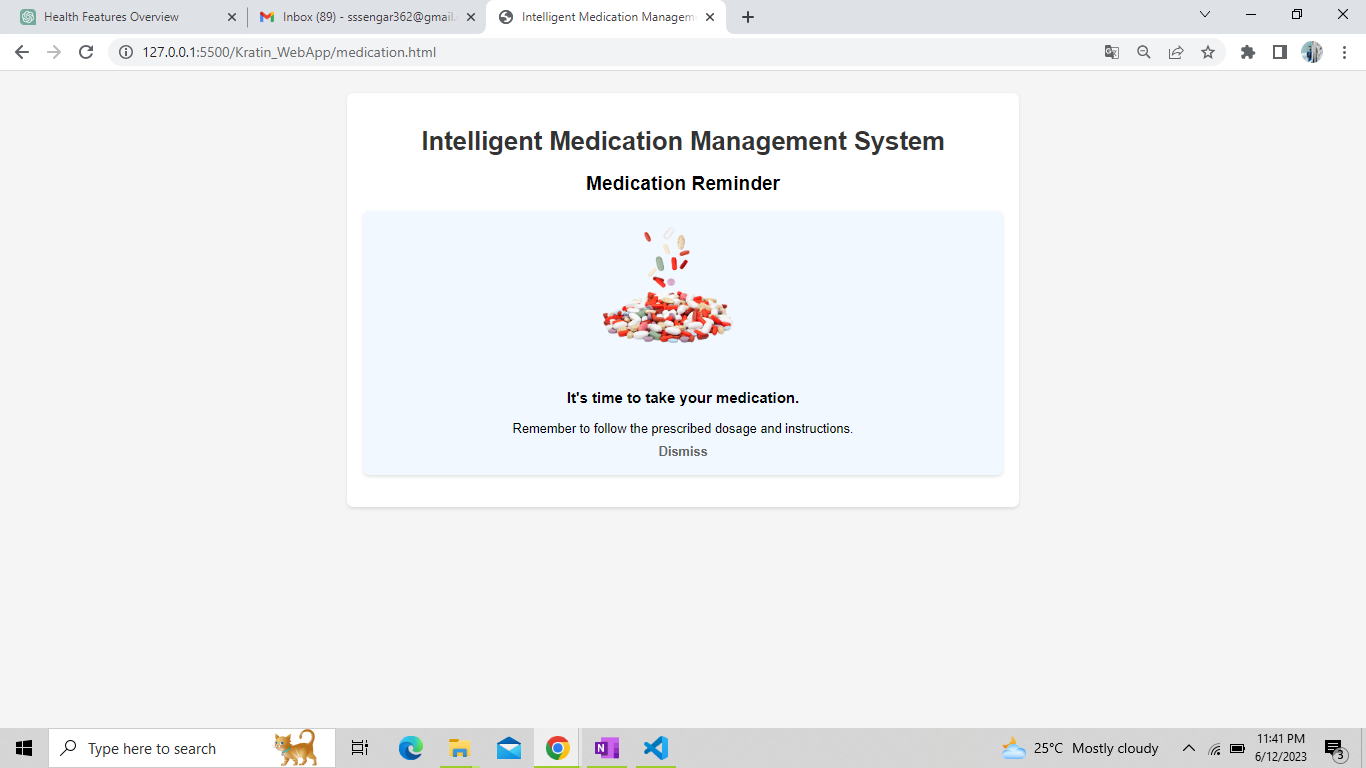 Health Features Overview
Inbox (89) - sssengar362@gmail.
Intelligent Medication Managem
127.0.0.1:5500/Kratin_WebApp/medication.html
Intelligent Medication Management System
Medication Reminder
It's time to take your medication.
Remember to follow the prescribed dosage and instructions.
Dismiss
Type here to search
N
25°C Mostly cloudy
11:41 PM
6/12/2023
3